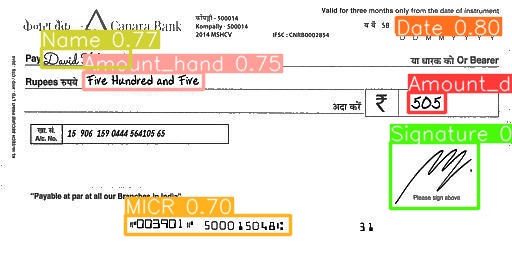 Canara Bank
कोंपल्ली - 500014
Kompally - 500014
2014 MSHCV
IFSC : CNRB0002854
Valid for three months only from the date of instrument
Date 0.80
Name 0.77
Pay David
या धारक को Or Bearer
Amount_hand 0.75
Rupees रुपये Five Hundred and Five
Amount_d
अदा करें ₹ 505
खा. सं.
A/c. No. 15 906 159 0444 564105 65
Signature 0
Please sign above
"Payable at par at all our Branches in India"
MICR 0.70
⑈003901⑈ 500015048⑆ 31